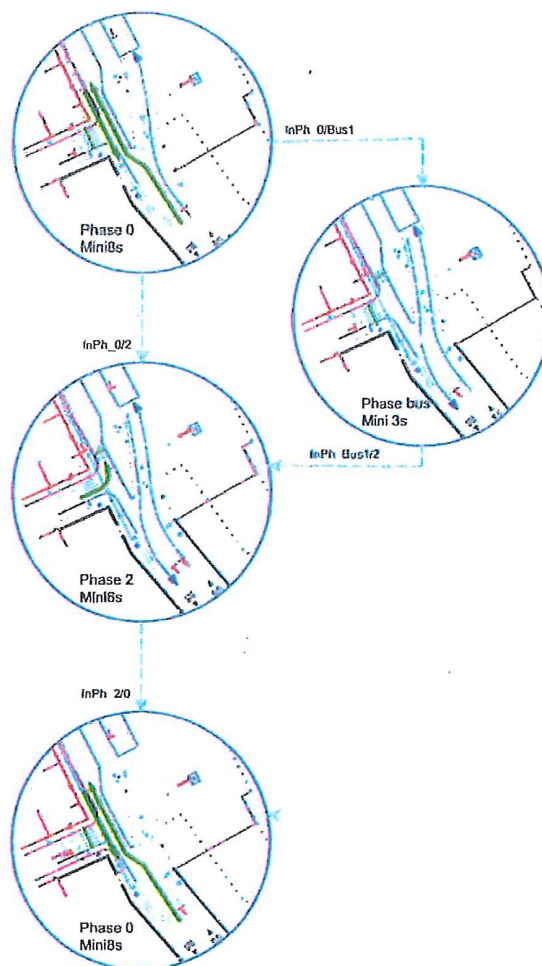 InPh_0/Bus1
Phase 0
Mini8s
InPh_0/2
Phase bus
Mini 3s
InPh_Bus1/2
Phase 2
Mini6s
InPh_2/0
Phase 0
Mini8s